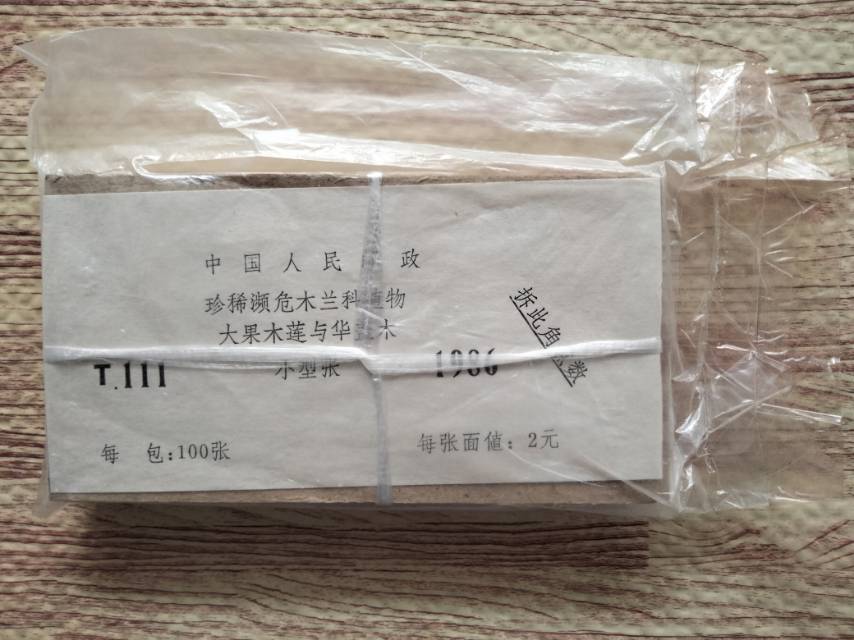 中国人民 政
珍稀濒危木兰科植物
大果木莲与华 木
T.111 小型张 1986
拆此角 数
每 包:100张 每张面值:2元